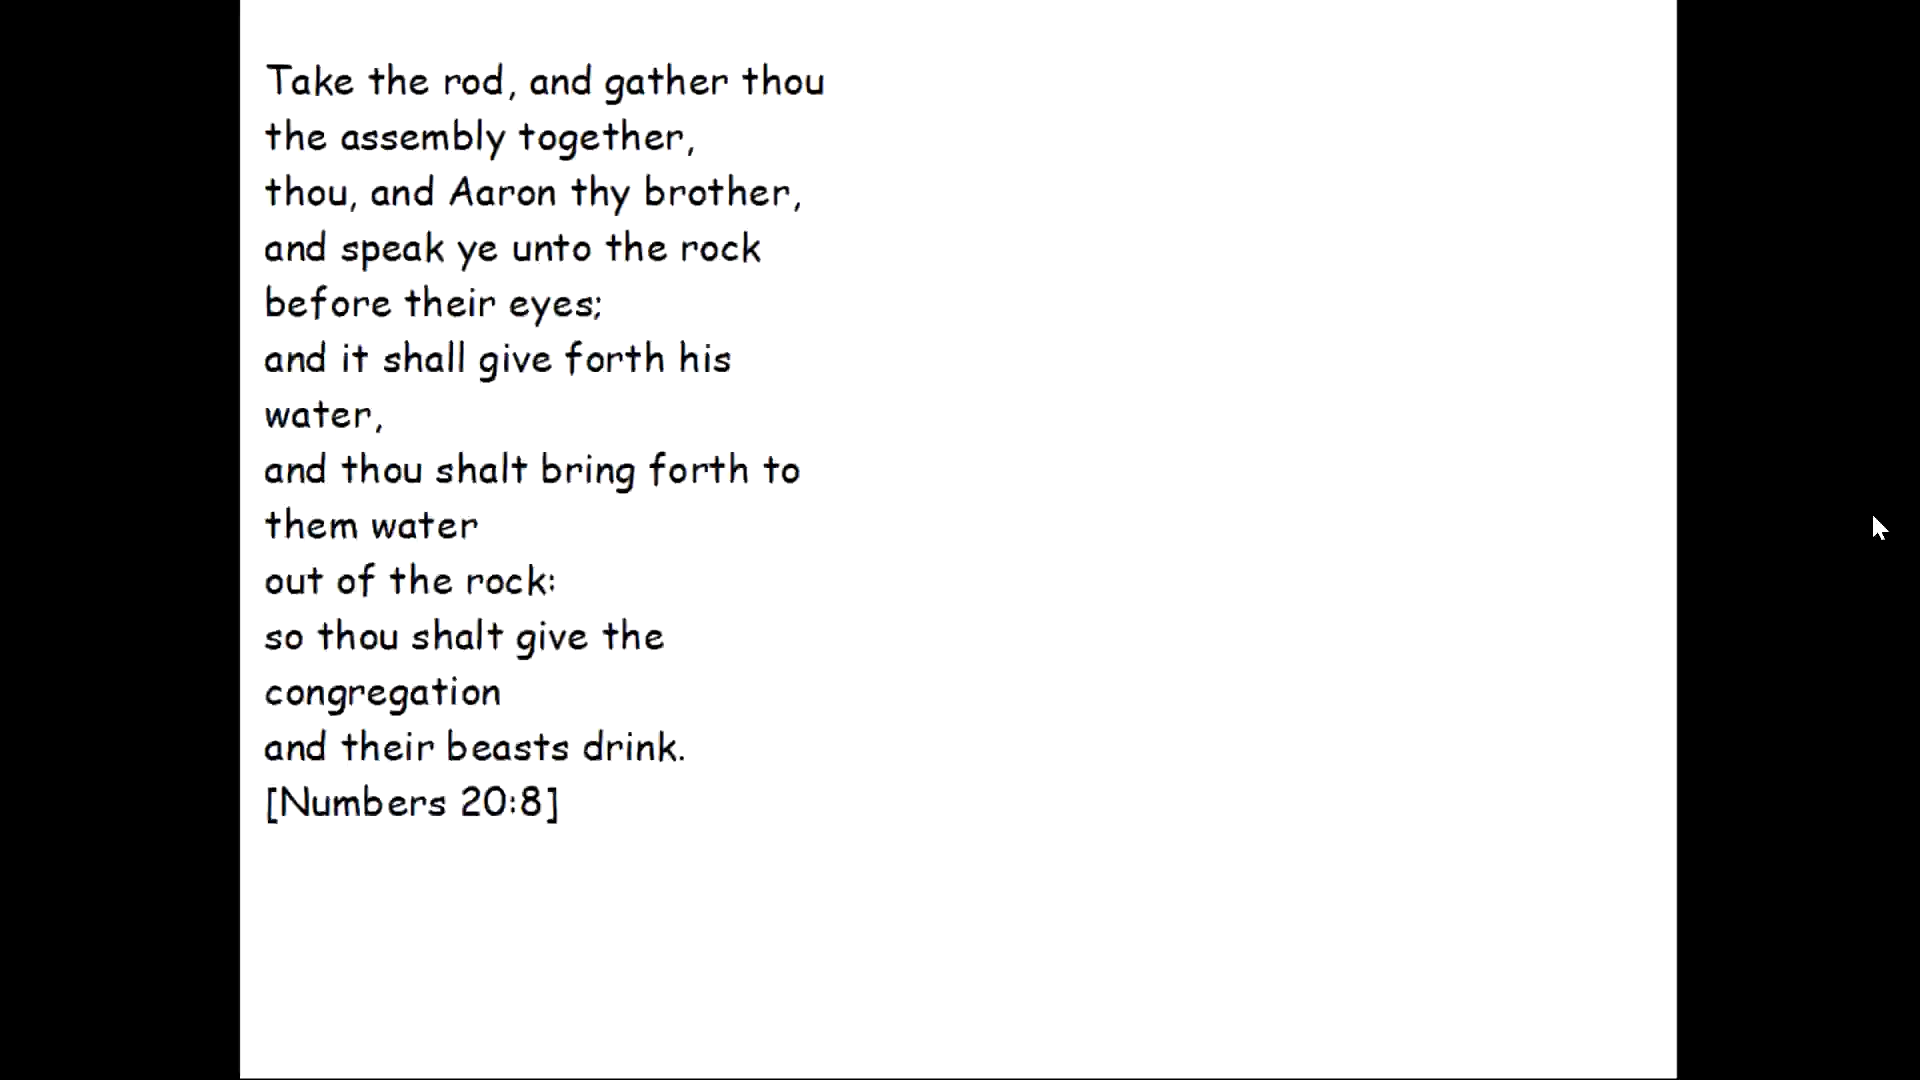 Take the rod, and gather thou
the assembly together,
thou, and Aaron thy brother,
and speak ye unto the rock
before their eyes;
and it shall give forth his
water,
and thou shalt bring forth to
them water
out of the rock:
so thou shalt give the
congregation
and their beasts drink.
[Numbers 20:8]